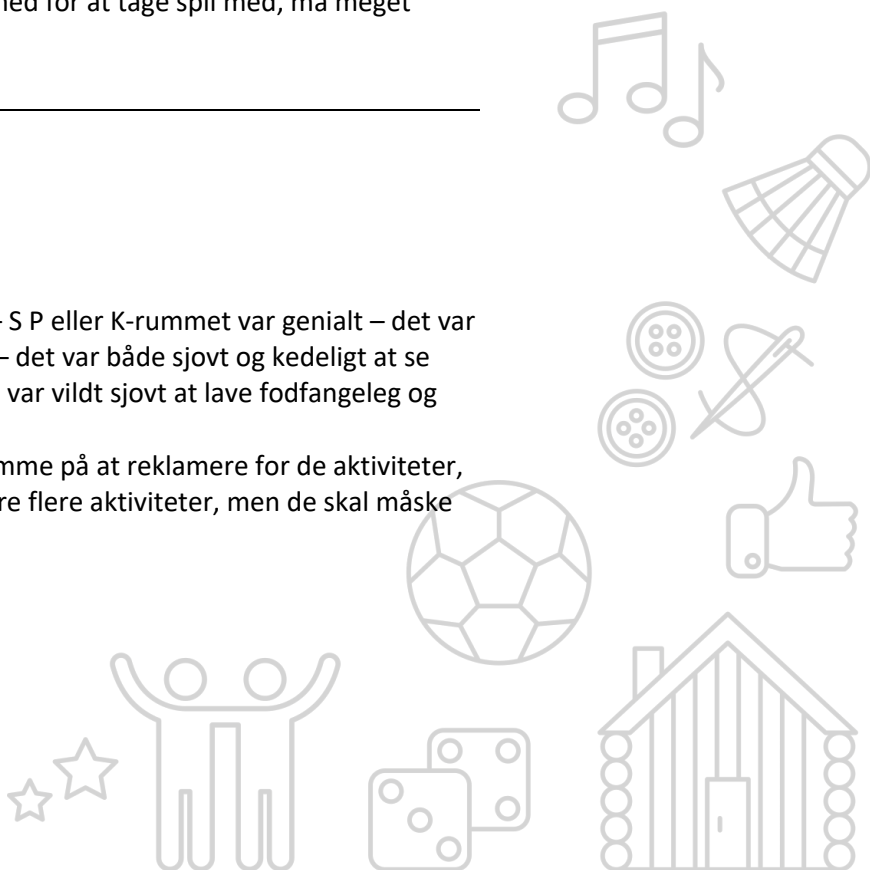 ned for at tage spil med, må meget
– S P eller K-rummet var genialt – det var
– det var både sjovt og kedeligt at se
var vildt sjovt at lave fodfangeleg og
mme på at reklamere for de aktiviteter,
re flere aktiviteter, men de skal måske